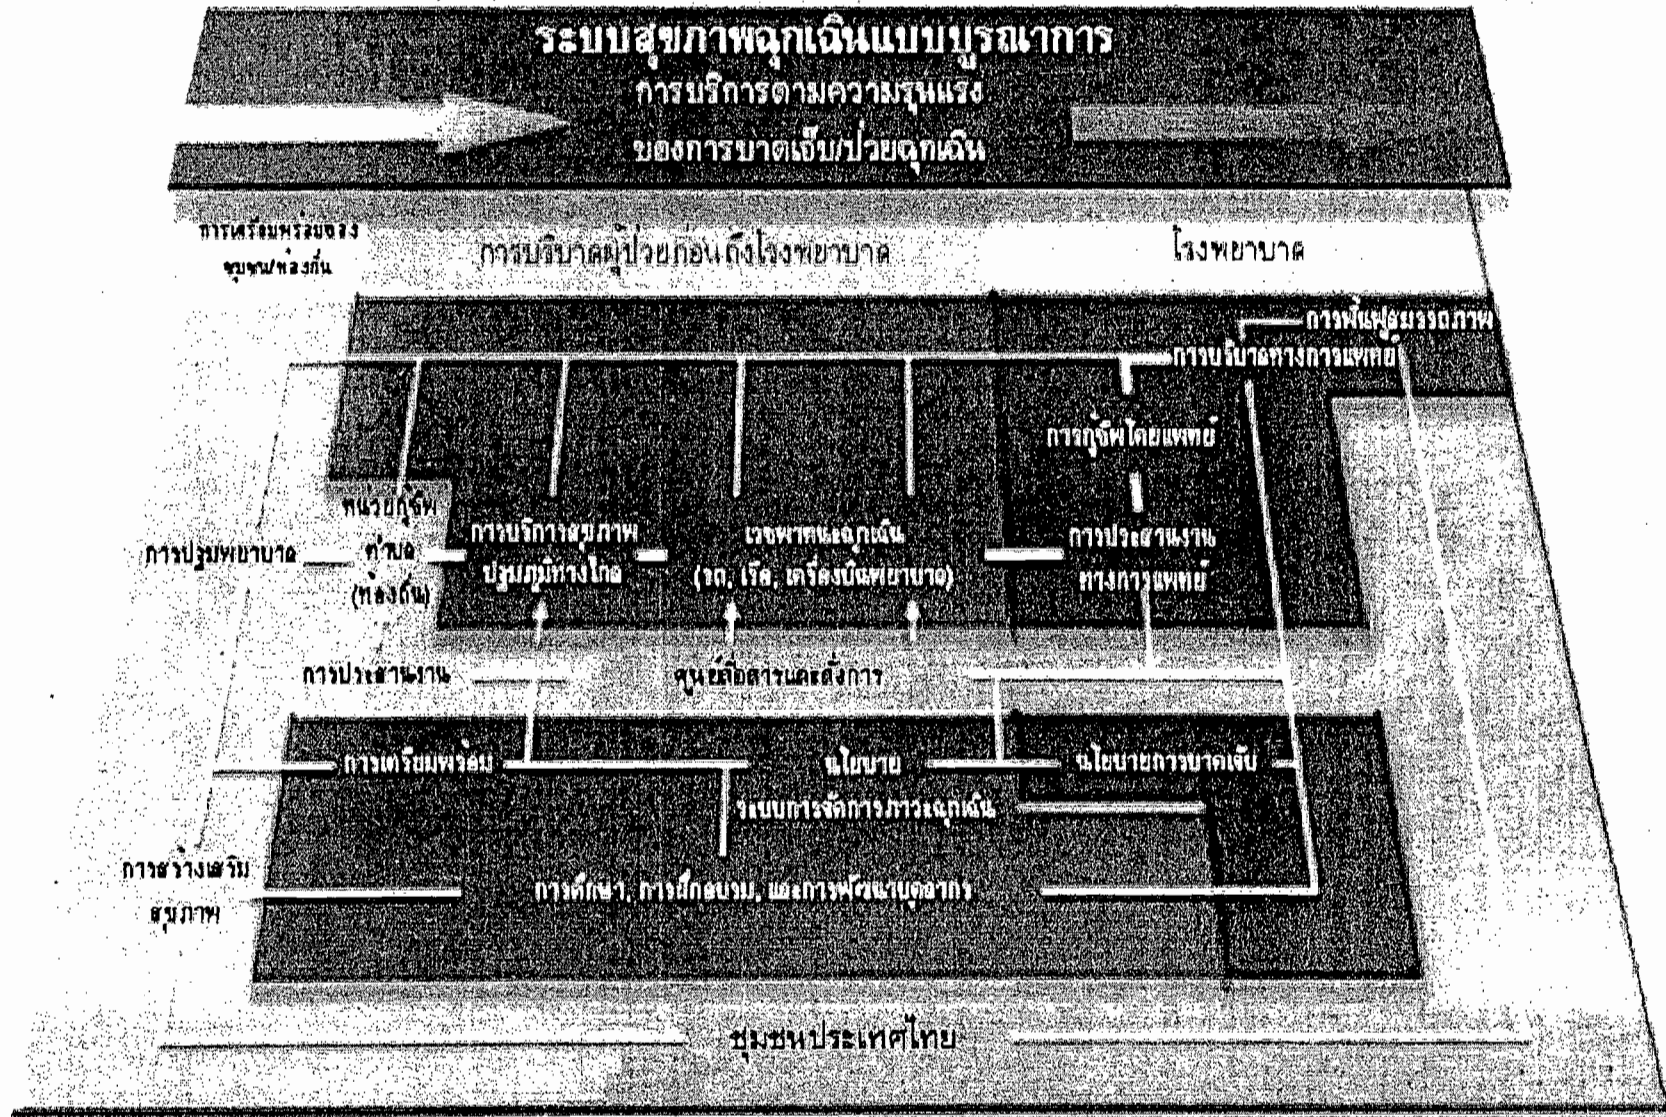 ระบบสุขภาพฉุกเฉินแบบบูรณาการ
การบริการตามความรุนแรง
ของการบาดเจ็บ/ป่วยฉุกเฉิน
การเตรียมพร้อมของ
ชุมชน/ท้องถิ่น
การบริบาลผู้ป่วยก่อนถึงโรงพยาบาล
โรงพยาบาล
การฟื้นฟูสมรรถภาพ
การบริบาลทางการแพทย์
การกู้ชีพโดยแพทย์
หน่วยกู้ชีพ
ตำบล
(ท้องถิ่น)
การปฐมพยาบาล
การบริการสุขภาพ
ปฐมภูมิทางไกล
เวชพาหนะฉุกเฉิน
(รถ, เรือ, เครื่องบินพยาบาล)
การประสานงาน
ทางการแพทย์
การประสานงาน
ศูนย์สื่อสารและสั่งการ
การเตรียมพร้อม
นโยบาย
นโยบายการบาดเจ็บ
ระบบการจัดการภาวะฉุกเฉิน
การสร้างเสริม
สุขภาพ
การศึกษา, การฝึกอบรม, และการพัฒนาบุคลากร
ชุมชนประเทศไทย